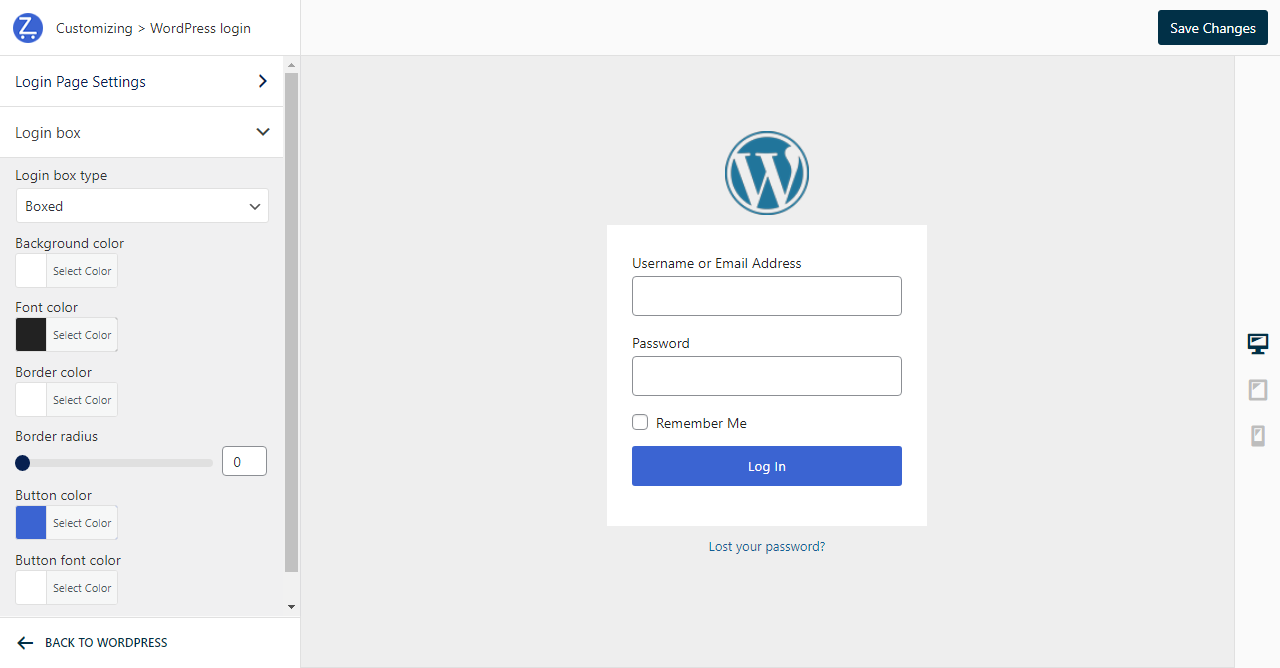 Customizing > WordPress login
Save Changes
Login Page Settings
Login box
Login box type
Boxed
Background color
Select Color
Font color
Select Color
Border color
Select Color
Border radius
0
Button color
Select Color
Button font color
Select Color
BACK TO WORDPRESS
Username or Email Address
Password
Remember Me
Log In
Lost your password?